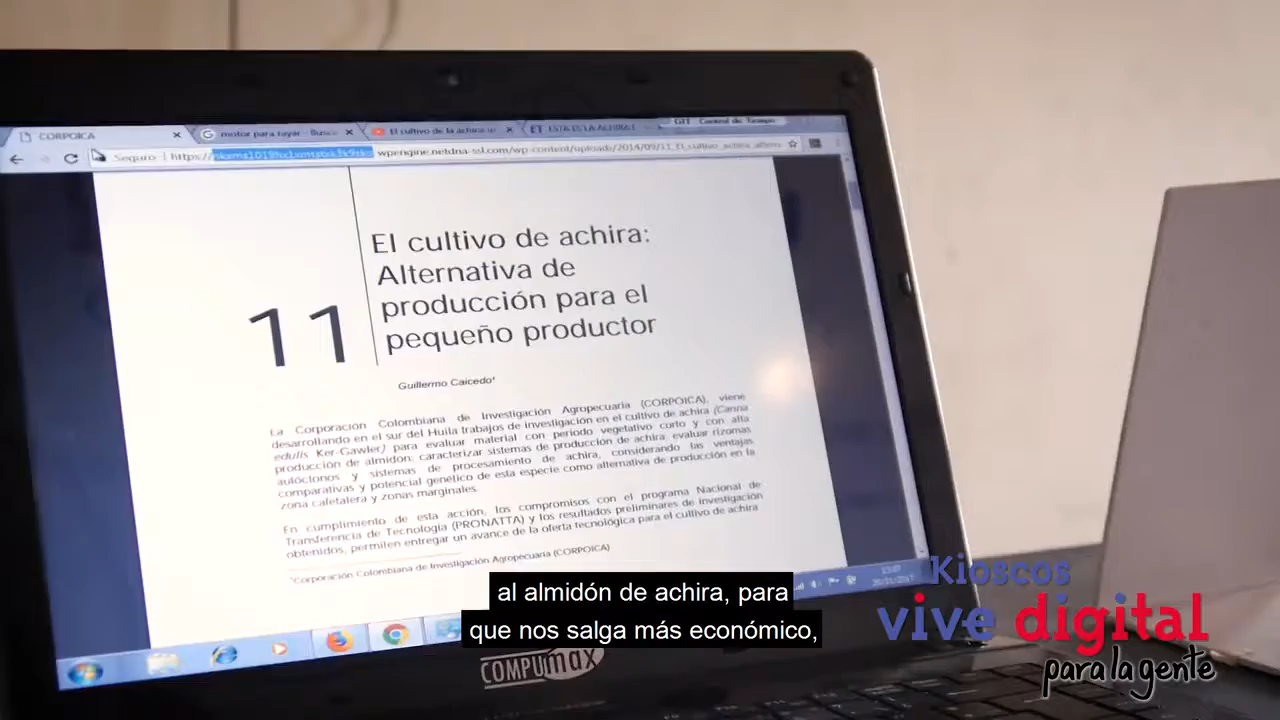 CORPOICA
motor para rayar - Busc
El cultivo de la achira
ESTA ES LA ACHIRA
GTT Control de Tiempo
Seguro | https://
wpengine.netdna-ssl.com/wp-content/uploads/2014/09/11_El_cultivo_achira_altern
11
El cultivo de achira:
Alternativa de
producción para el
pequeño productor
Guillermo Caicedo¹
La Corporación Colombiana de Investigación Agropecuaria (CORPOICA), viene
desarrollando en el sur del Huila trabajos de investigación en el cultivo de achira (Canna
edulis Ker-Gawler) para evaluar material con periodo vegetativo corto y con alta
producción de almidón; caracterizar sistemas de producción de achira; evaluar rizomas
autóctonos y sistemas de procesamiento de achira, considerando las ventajas
comparativas y potencial genético de esta especie como alternativa de producción en la
zona cafetalera y zonas marginales.
En cumplimiento de esta acción, los compromisos con el programa Nacional de
Transferencia de Tecnología (PRONATTA) y los resultados preliminares de investigación
obtenidos, permiten entregar un avance de la oferta tecnológica para el cultivo de achira
¹Corporación Colombiana de Investigación Agropecuaria (CORPOICA)
COMPUMAX
al almidón de achira, para
que nos salga más económico,
Kioscos
vive digital
para la gente